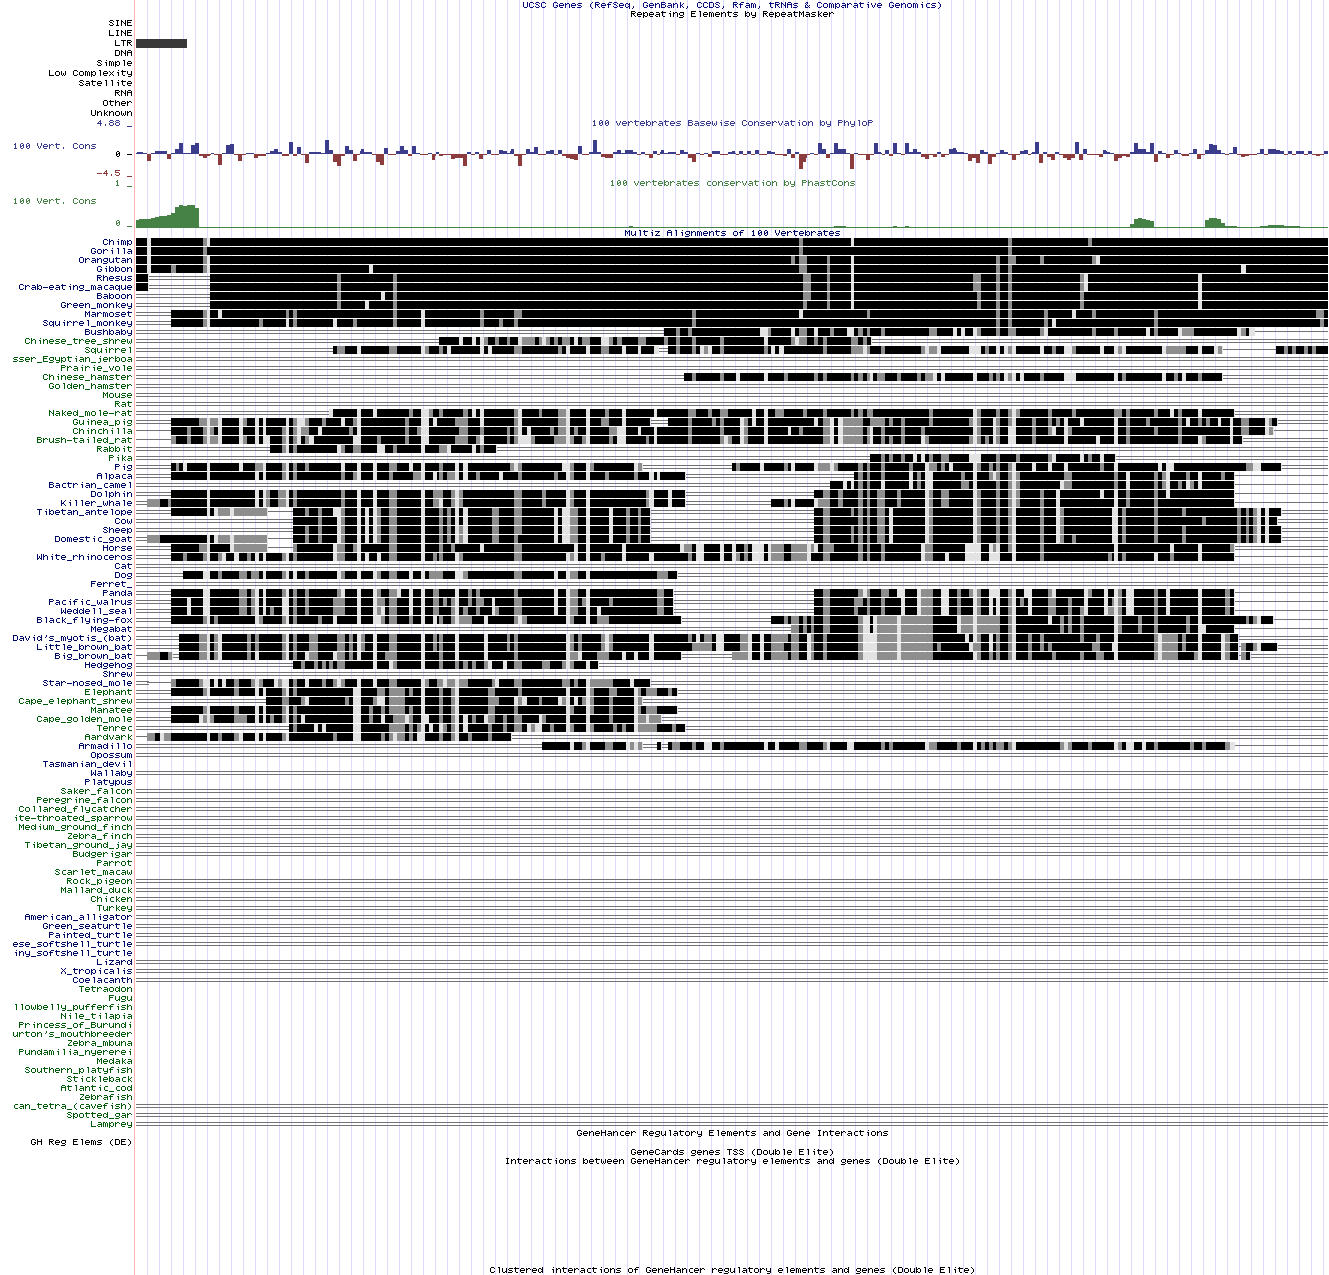 UCSC Genes (RefSeq, GenBank, CCDS, Rfam, tRNAs & Comparative Genomics)
Repeating Elements by RepeatMasker
SINE
LINE
LTR
DNA
Simple
Low Complexity
Satellite
RNA
Other
Unknown
4.88 _
100 vertebrates Basewise Conservation by PhyloP
100 Vert. Cons
0 _
-4.5 _
100 vertebrates conservation by PhastCons
1 _
100 Vert. Cons
0 _
Multiz Alignments of 100 Vertebrates
Chimp
Gorilla
Orangutan
Gibbon
Rhesus
Crab-eating_macaque
Baboon
Green_monkey
Marmoset
Squirrel_monkey
Bushbaby
Chinese_tree_shrew
Squirrel
sser_Egyptian_jerboa
Prairie_vole
Chinese_hamster
Golden_hamster
Mouse
Rat
Naked_mole-rat
Guinea_pig
Chinchilla
Brush-tailed_rat
Rabbit
Pika
Pig
Alpaca
Bactrian_camel
Dolphin
Killer_whale
Tibetan_antelope
Cow
Sheep
Domestic_goat
Horse
White_rhinoceros
Cat
Dog
Ferret_
Panda
Pacific_walrus
Weddell_seal
Black_flying-fox
Megabat
David's_myotis_(bat)
Little_brown_bat
Big_brown_bat
Hedgehog
Shrew
Star-nosed_mole
Elephant
Cape_elephant_shrew
Manatee
Cape_golden_mole
Tenrec
Aardvark
Armadillo
Opossum
Tasmanian_devil
Wallaby
Platypus
Saker_falcon
Peregrine_falcon
Collared_flycatcher
ite-throated_sparrow
Medium_ground_finch
Zebra_finch
Tibetan_ground_jay
Budgerigar
Parrot
Scarlet_macaw
Rock_pigeon
Mallard_duck
Chicken
Turkey
American_alligator
Green_seaturtle
Painted_turtle
ese_softshell_turtle
iny_softshell_turtle
Lizard
X_tropicalis
Coelacanth
Tetraodon
Fugu
llowbelly_pufferfish
Nile_tilapia
Princess_of_Burundi
urton's_mouthbreeder
Zebra_mbuna
Pundamilia_nyererei
Medaka
Southern_platyfish
Stickleback
Atlantic_cod
Zebrafish
can_tetra_(cavefish)
Spotted_gar
Lamprey
GeneHancer Regulatory Elements and Gene Interactions
GH Reg Elems (DE)
GeneCards genes TSS (Double Elite)
Interactions between GeneHancer regulatory elements and genes (Double Elite)
Clustered interactions of GeneHancer regulatory elements and genes (Double Elite)